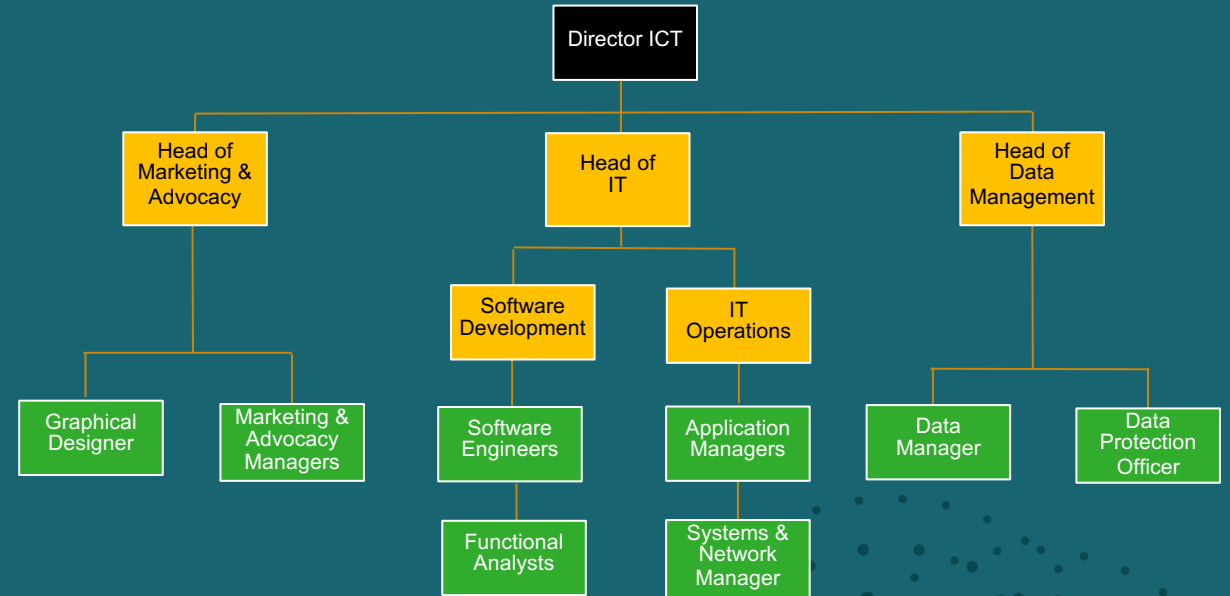 Director ICT
Head of
Marketing &
Advocacy
Head of
IT
Head of
Data
Management
Software
Development
IT
Operations
Graphical
Designer
Marketing &
Advocacy
Managers
Software
Engineers
Application
Managers
Data
Manager
Data
Protection
Officer
Functional
Analysts
Systems &
Network
Manager